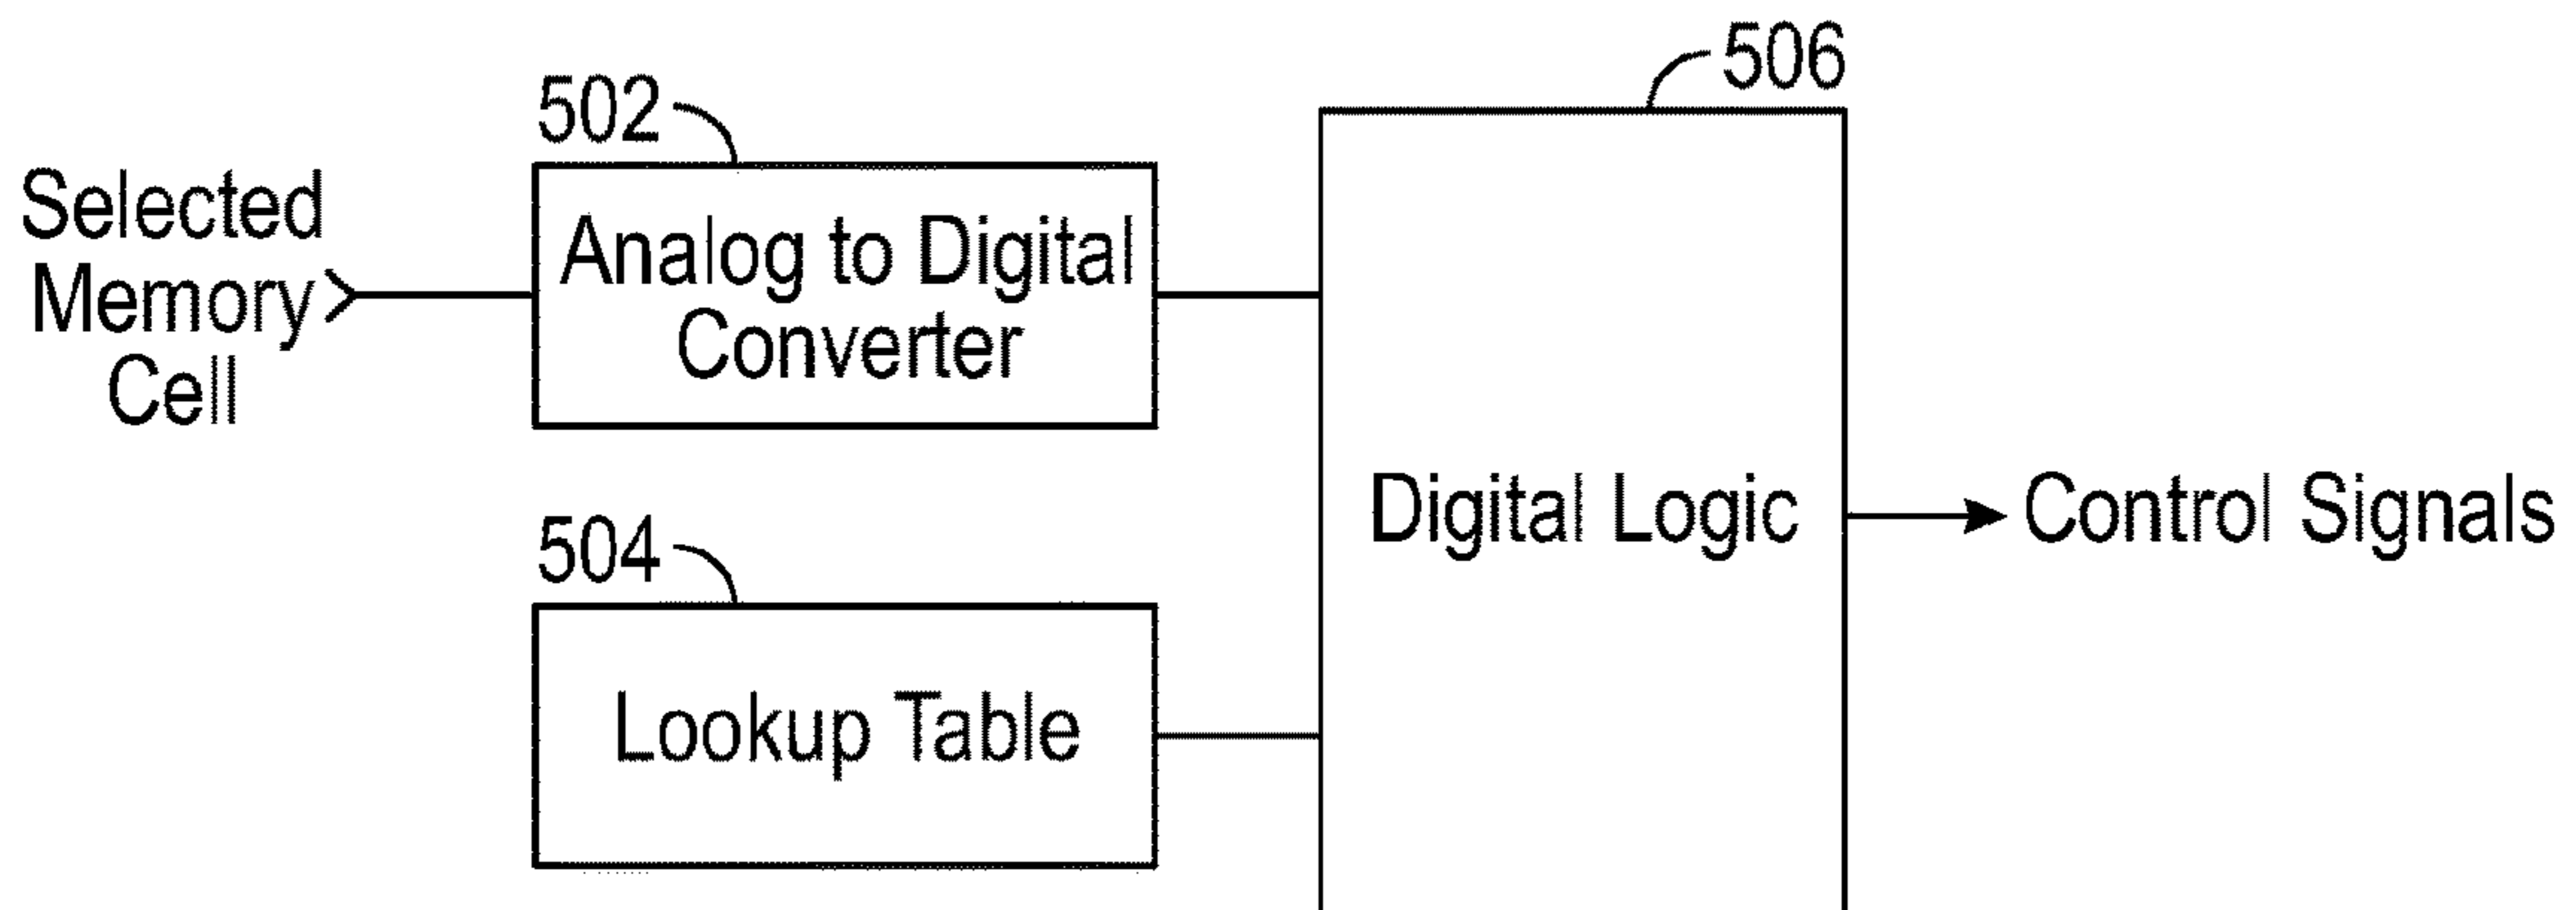 506
502
Selected
Memory
Cell
Analog to Digital
Converter
Digital Logic
Control Signals
504
Lookup Table